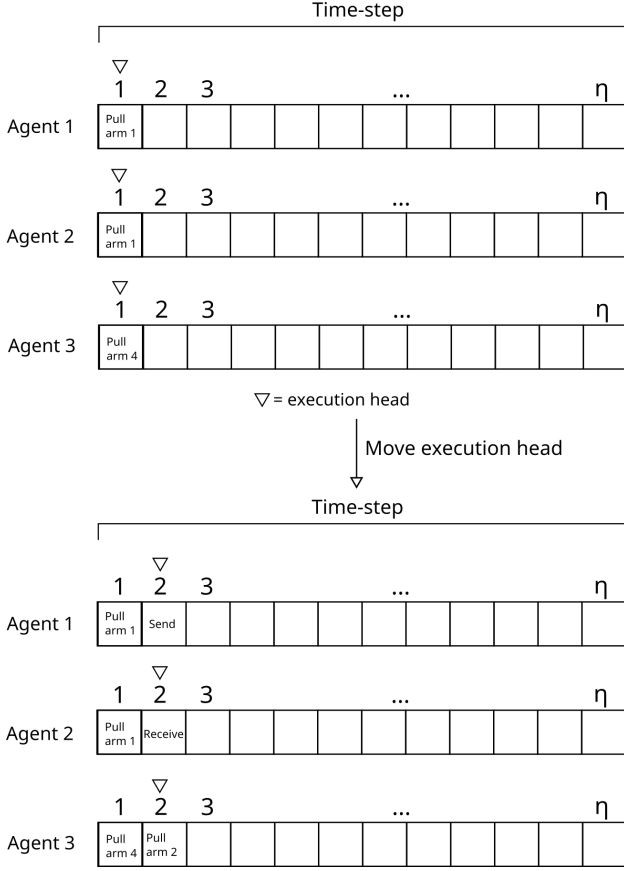 Time-step
1 2 3 ... η
Agent 1
Pull
arm 1
1 2 3 ... η
Agent 2
Pull
arm 1
1 2 3 ... η
Agent 3
Pull
arm 4
▽ = execution head
Move execution head
Time-step
1 2 3 ... η
Agent 1
Pull
arm 1
Send
1 2 3 ... η
Agent 2
Pull
arm 1
Receive
1 2 3 ... η
Agent 3
Pull
arm 4
Pull
arm 2